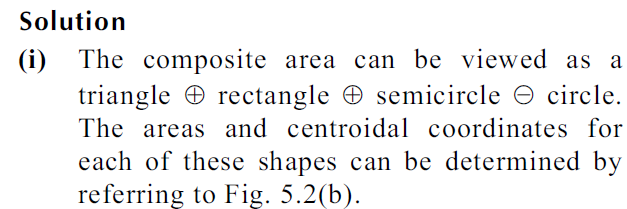 Solution
(i) The composite area can be viewed as a
triangle ⊕ rectangle ⊕ semicircle ⊖ circle.
The areas and centroidal coordinates for
each of these shapes can be determined by
referring to Fig. 5.2(b).